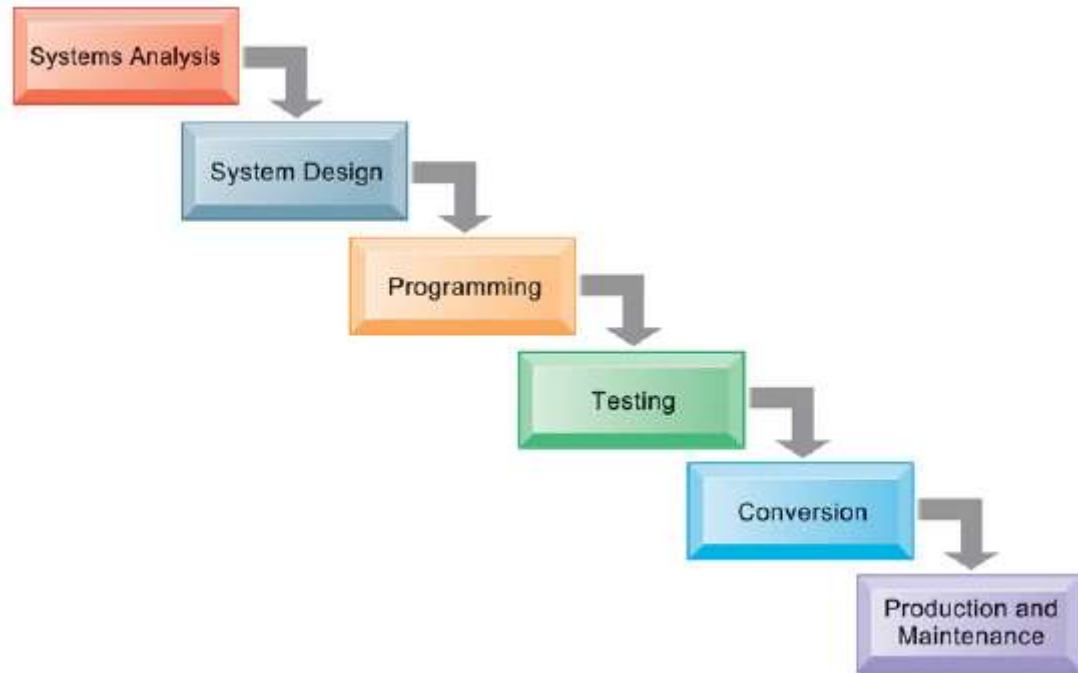 Systems Analysis
System Design
Programming
Testing
Conversion
Production and
Maintenance